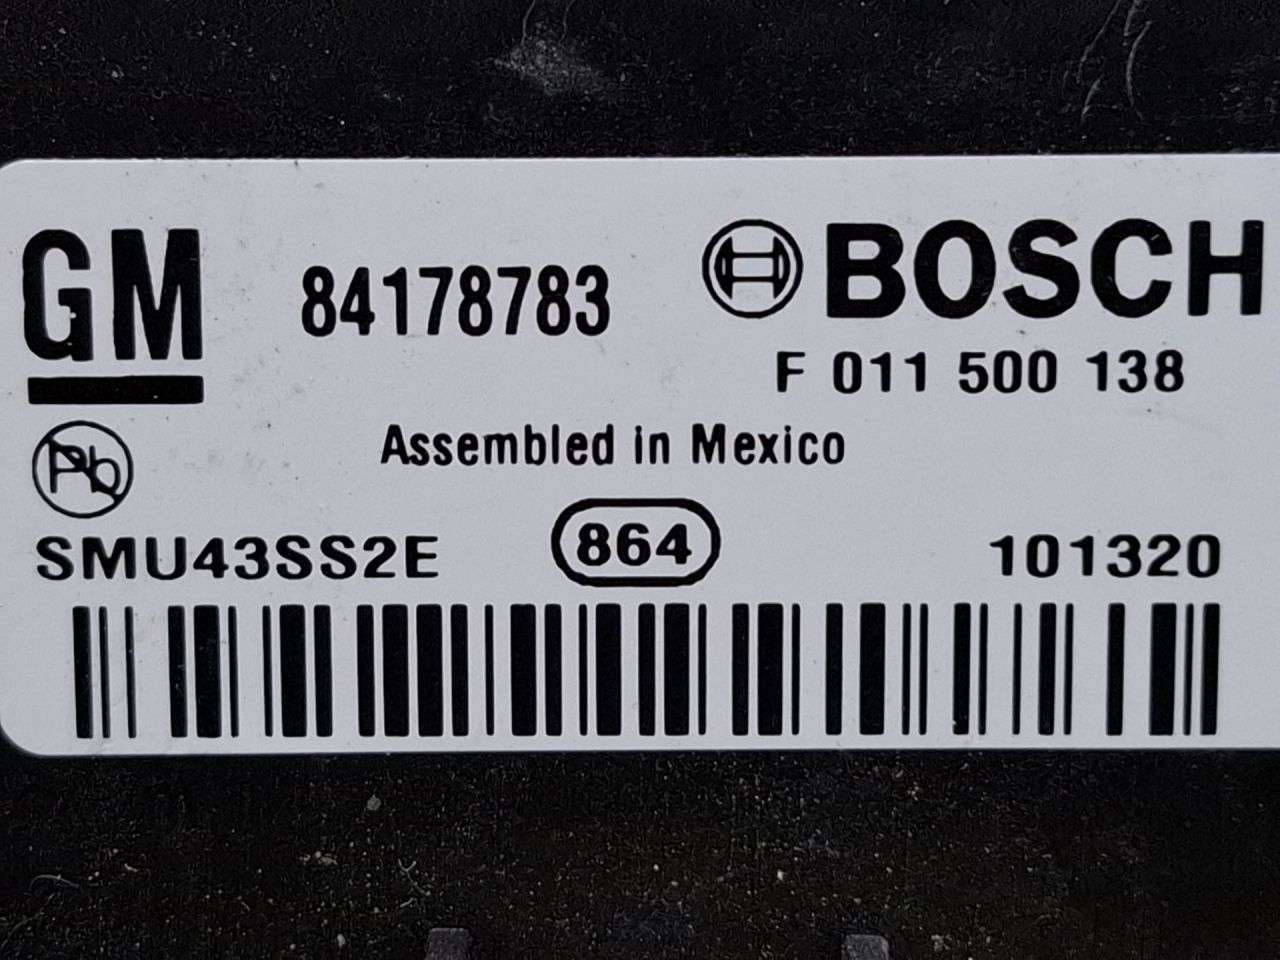 GM 84178783 BOSCH
F 011 500 138
Pb Assembled in Mexico
SMU43SS2E 864 101320